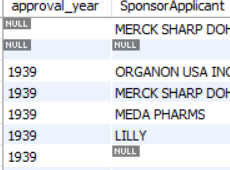 approval_year SponsorApplicant
NULL MERCK SHARP DOH
NULL NULL
1939 ORGANON USA INC
1939 MERCK SHARP DOH
1939 MEDA PHARMS
1939 LILLY
1939 NULL